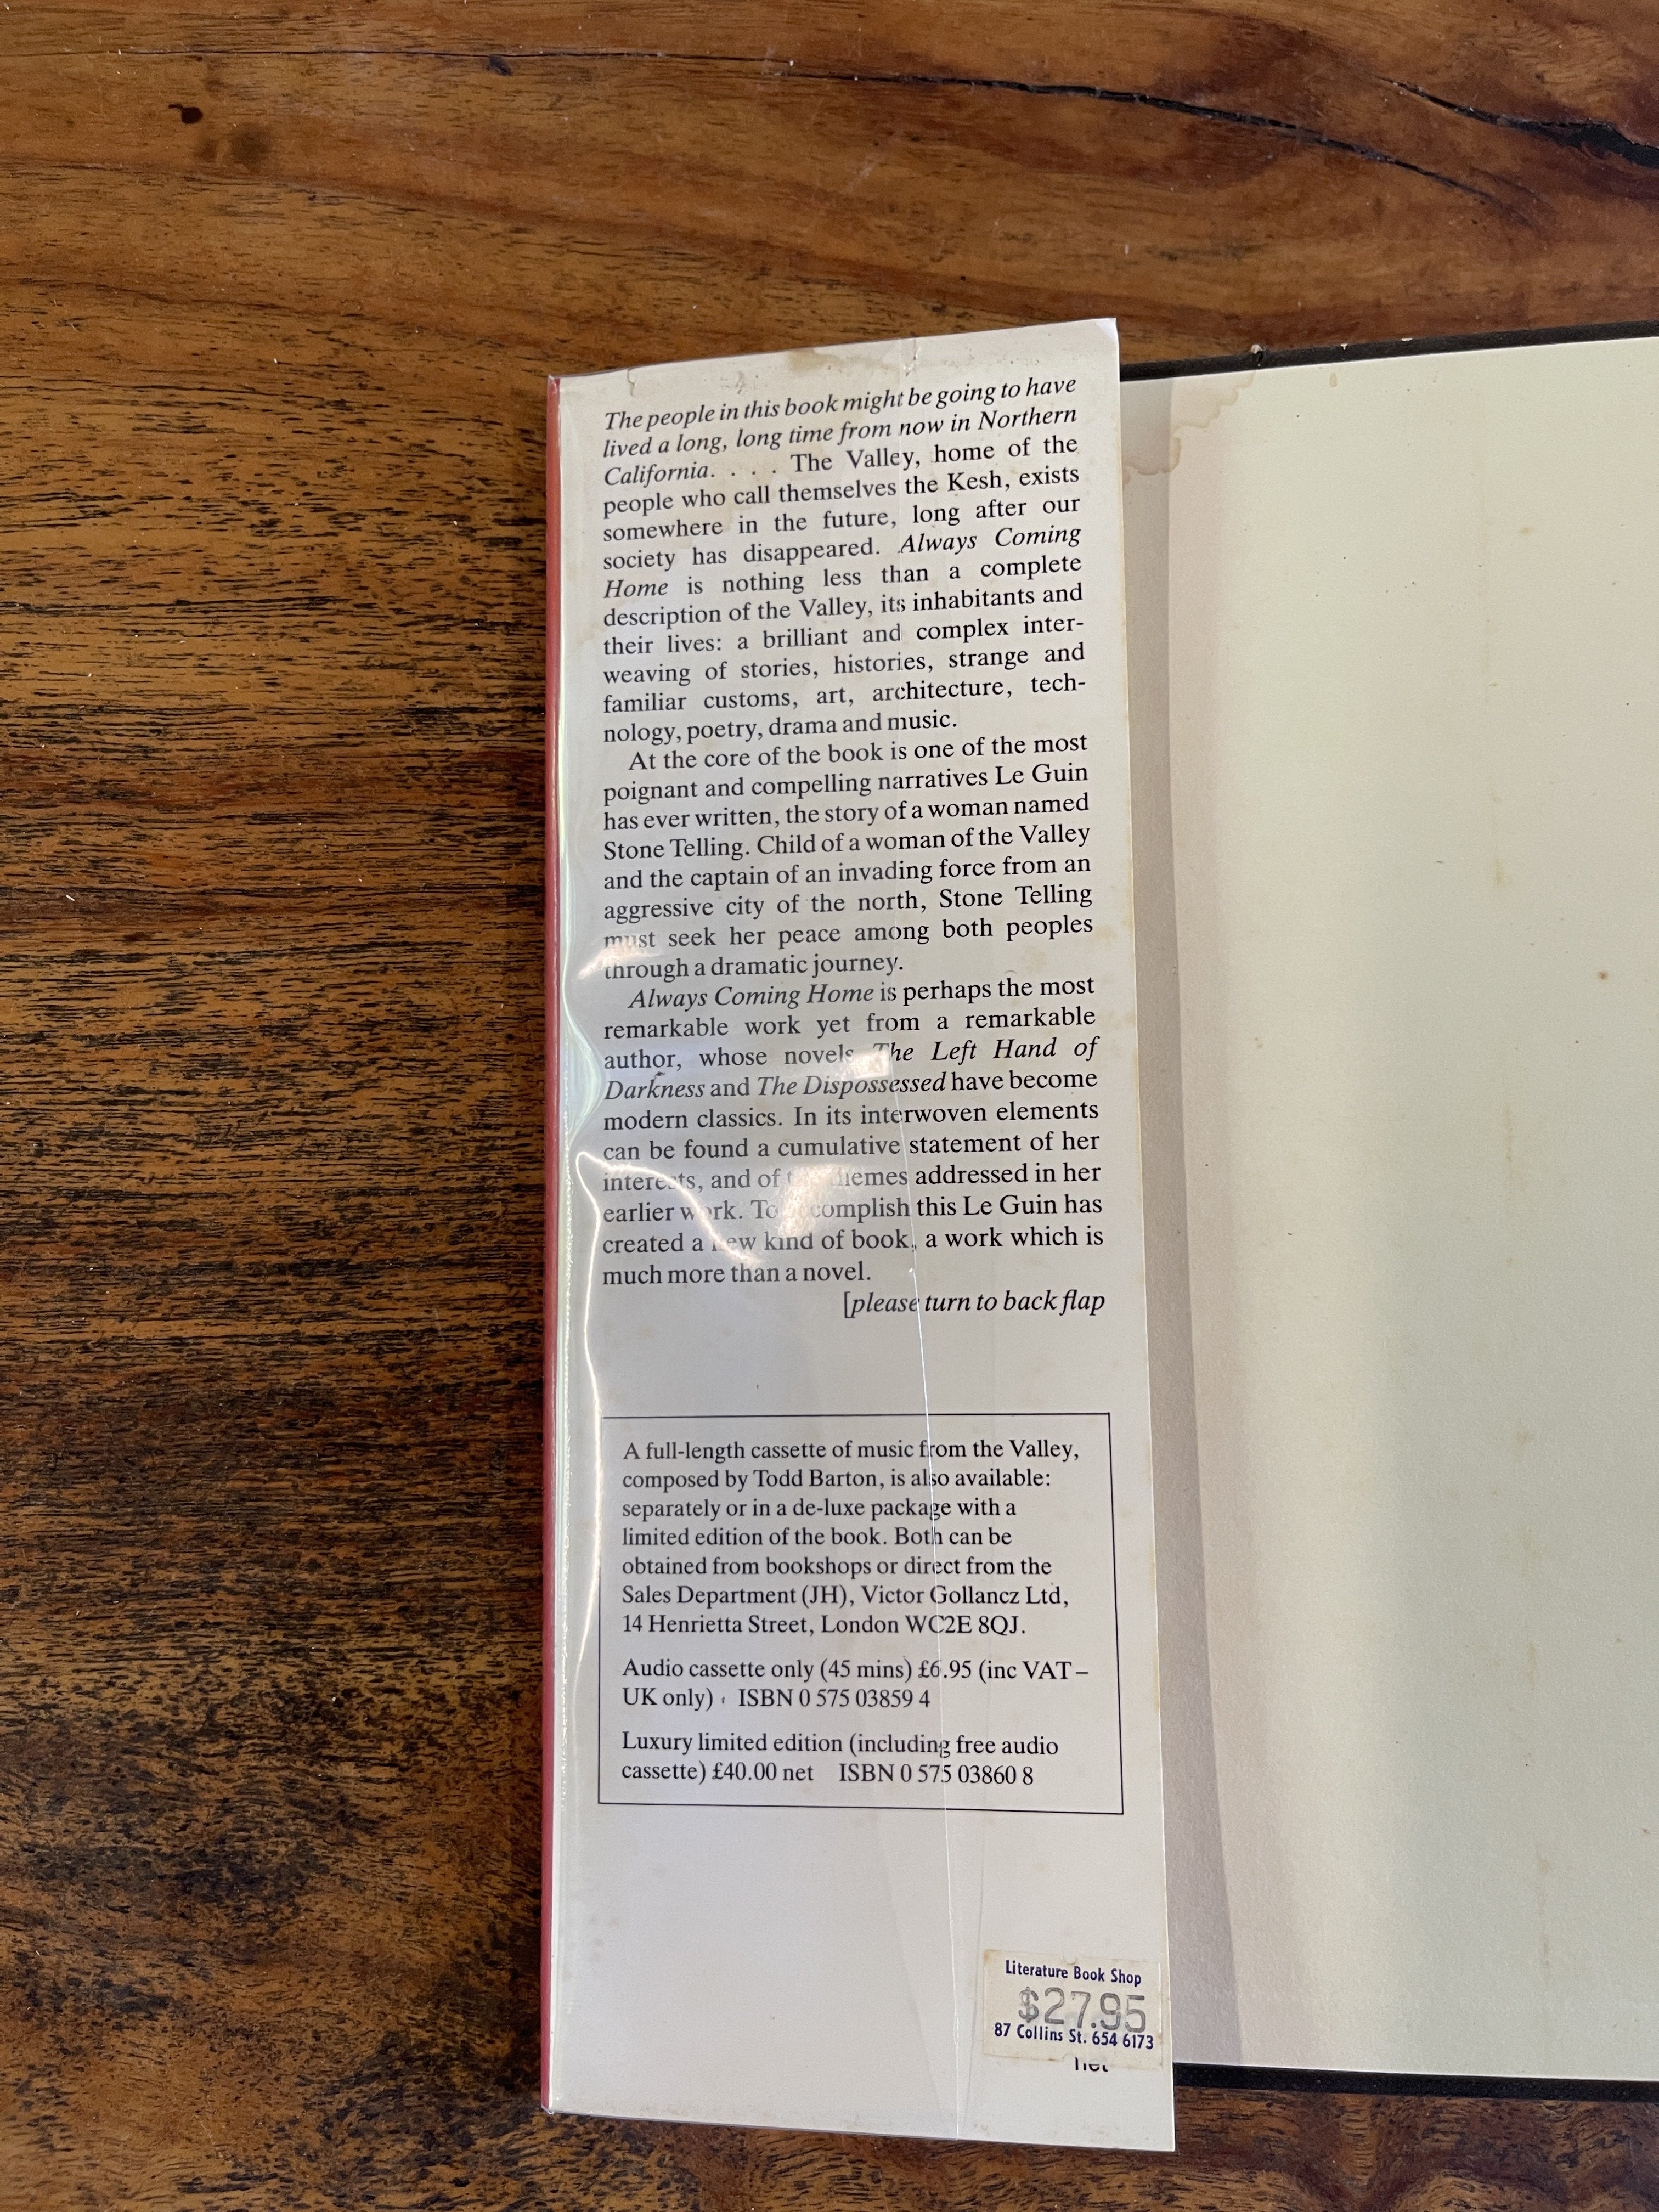 The people in this book might be going to have
lived a long, long time from now in Northern
California. . . . The Valley, home of the
people who call themselves the Kesh, exists
somewhere in the future, long after our
society has disappeared. Always Coming
Home is nothing less than a complete
description of the Valley, its inhabitants and
their lives: a brilliant and complex inter-
weaving of stories, histories, strange and
familiar customs, art, architecture, tech-
nology, poetry, drama and music.
At the core of the book is one of the most
poignant and compelling narratives Le Guin
has ever written, the story of a woman named
Stone Telling. Child of a woman of the Valley
and the captain of an invading force from an
aggressive city of the north, Stone Telling
must seek her peace among both peoples
through a dramatic journey.
Always Coming Home is perhaps the most
remarkable work yet from a remarkable
author, whose novels The Left Hand of
Darkness and The Dispossessed have become
modern classics. In its interwoven elements
can be found a cumulative statement of her
interests, and of the themes addressed in her
earlier work. To accomplish this Le Guin has
created a new kind of book, a work which is
much more than a novel.
[please turn to back flap
A full-length cassette of music from the Valley,
composed by Todd Barton, is also available:
separately or in a de-luxe package with a
limited edition of the book. Both can be
obtained from bookshops or direct from the
Sales Department (JH), Victor Gollancz Ltd,
14 Henrietta Street, London WC2E 8QJ.
Audio cassette only (45 mins) £6.95 (inc VAT –
UK only) ISBN 0 575 03859 4
Luxury limited edition (including free audio
cassette) £40.00 net ISBN 0 575 03860 8
Literature Book Shop
$27.95
87 Collins St. 654 6173
net